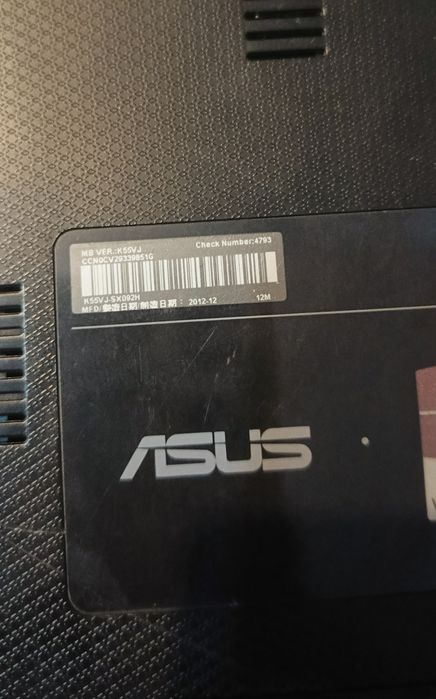 MB VER.:K55VJ
Check Number:4793
CCN0CV29339851G
K55VJ-SX092H
MFD/製造日期/制造日期： 2012-12 12M
ASUS